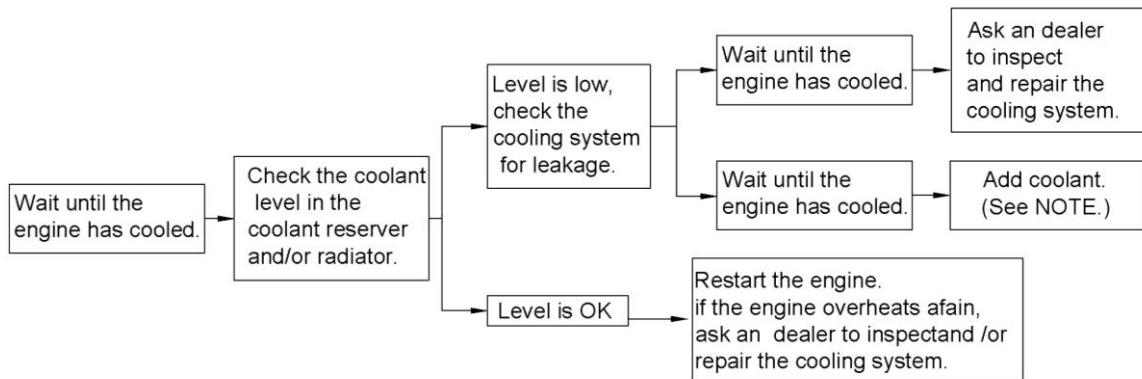 Wait until the
engine has cooled.
Check the coolant
level in the
coolant reserver
and/or radiator.
Level is low,
check the
cooling system
for leakage.
Wait until the
engine has cooled.
Ask an dealer
to inspect
and repair the
cooling system.
Wait until the
engine has cooled.
Add coolant.
(See NOTE.)
Level is OK
Restart the engine.
if the engine overheats afain,
ask an dealer to inspectand /or
repair the cooling system.